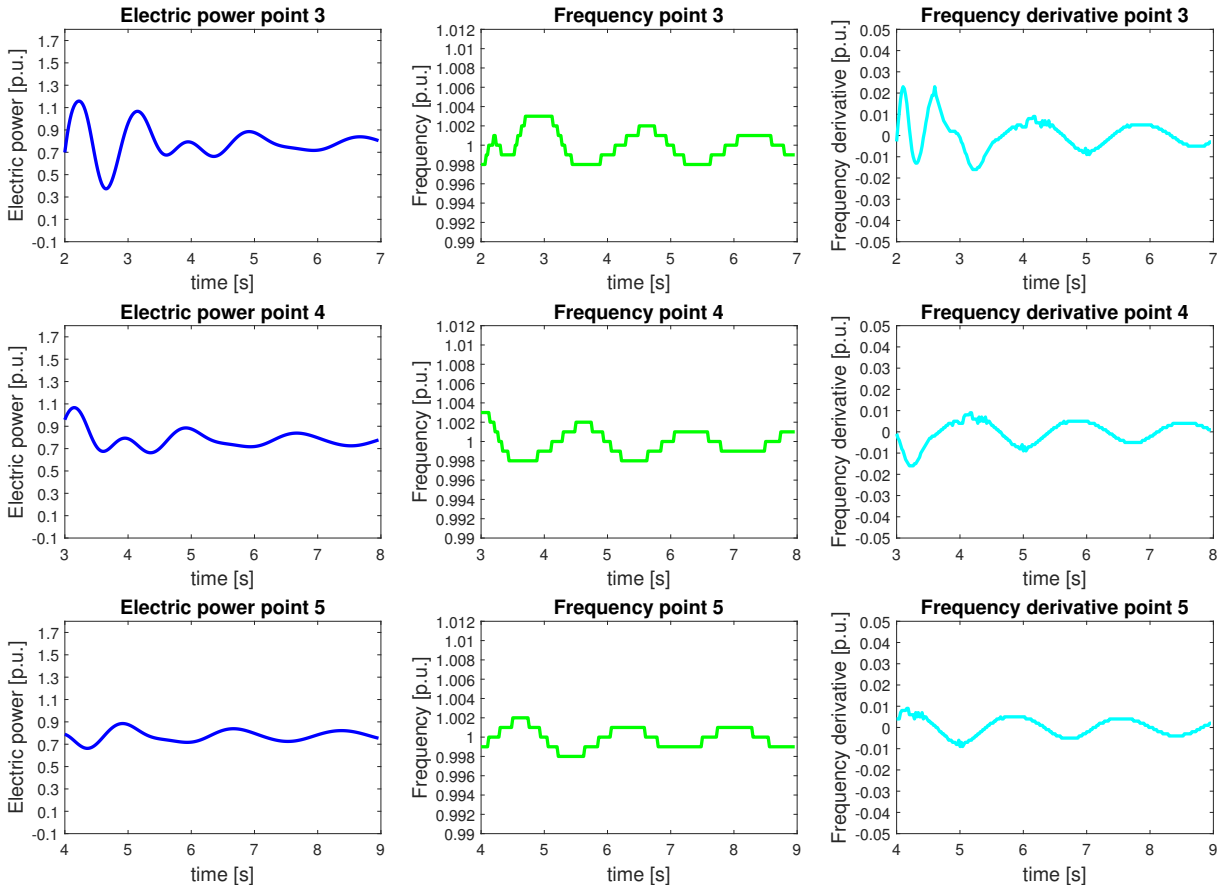 Electric power point 3
Electric power [p.u.]
1.7
1.5
1.3
1.1
0.9
0.7
0.5
0.3
0.1
-0.1
2 3 4 5 6 7
time [s]
Frequency point 3
Frequency [p.u.]
1.012
1.01
1.008
1.006
1.004
1.002
1
0.998
0.996
0.994
0.992
0.99
2 3 4 5 6 7
time [s]
Frequency derivative point 3
Frequency derivative [p.u.]
0.05
0.04
0.03
0.02
0.01
0
-0.01
-0.02
-0.03
-0.04
-0.05
2 3 4 5 6 7
time [s]
Electric power point 4
Electric power [p.u.]
1.7
1.5
1.3
1.1
0.9
0.7
0.5
0.3
0.1
-0.1
3 4 5 6 7 8
time [s]
Frequency point 4
Frequency [p.u.]
1.012
1.01
1.008
1.006
1.004
1.002
1
0.998
0.996
0.994
0.992
0.99
3 4 5 6 7 8
time [s]
Frequency derivative point 4
Frequency derivative [p.u.]
0.05
0.04
0.03
0.02
0.01
0
-0.01
-0.02
-0.03
-0.04
-0.05
3 4 5 6 7 8
time [s]
Electric power point 5
Electric power [p.u.]
1.7
1.5
1.3
1.1
0.9
0.7
0.5
0.3
0.1
-0.1
4 5 6 7 8 9
time [s]
Frequency point 5
Frequency [p.u.]
1.012
1.01
1.008
1.006
1.004
1.002
1
0.998
0.996
0.994
0.992
0.99
4 5 6 7 8 9
time [s]
Frequency derivative point 5
Frequency derivative [p.u.]
0.05
0.04
0.03
0.02
0.01
0
-0.01
-0.02
-0.03
-0.04
-0.05
4 5 6 7 8 9
time [s]